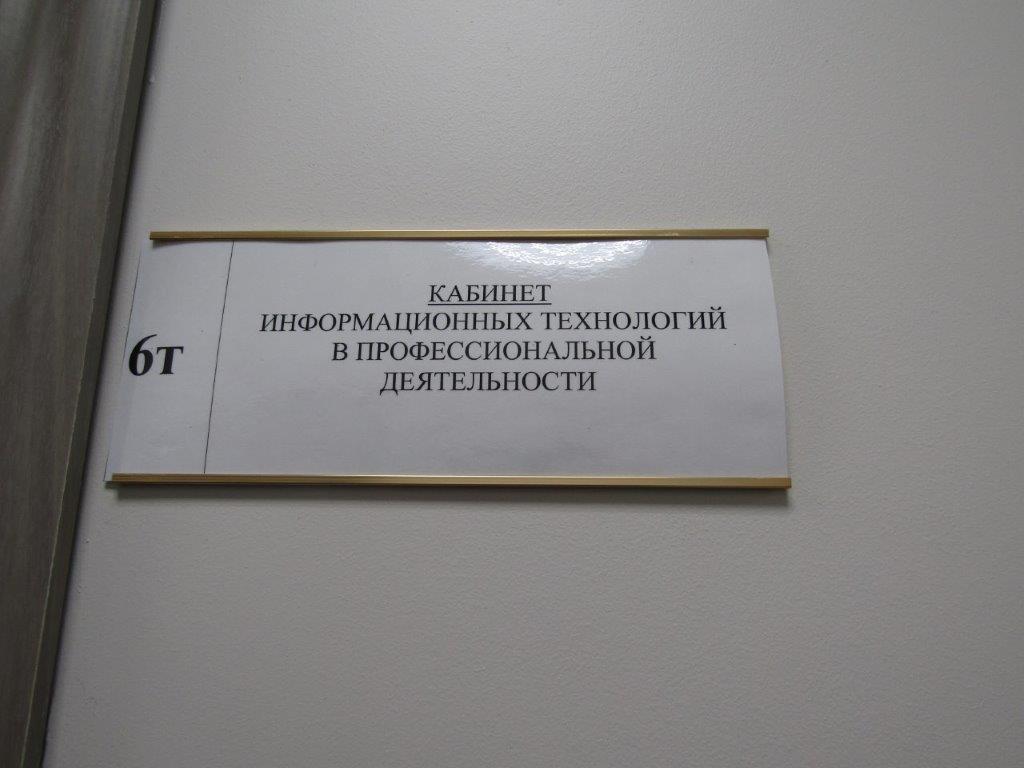 6т
КАБИНЕТ
ИНФОРМАЦИОННЫХ ТЕХНОЛОГИЙ
В ПРОФЕССИОНАЛЬНОЙ
ДЕЯТЕЛЬНОСТИ